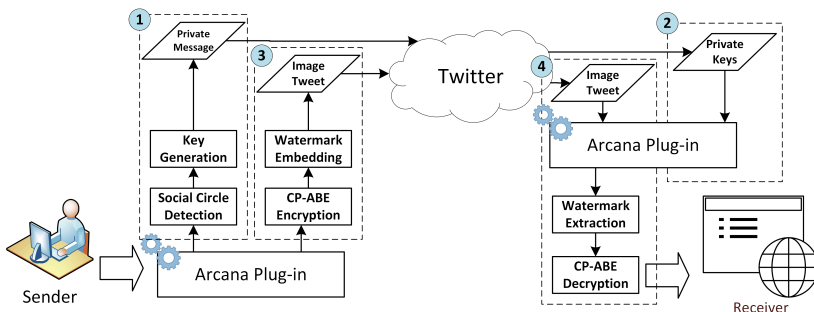 1
Private
Message
3
Image
Tweet
Key
Generation
Watermark
Embedding
Social Circle
Detection
CP-ABE
Encryption
Arcana Plug-in
Sender
Twitter
2
Private
Keys
4
Image
Tweet
Arcana Plug-in
Watermark
Extraction
CP-ABE
Decryption
Receiver